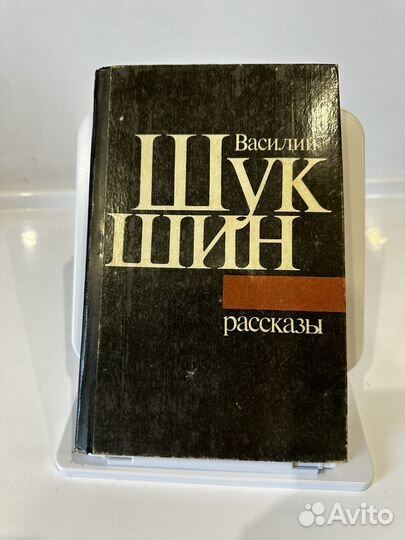 Василий
Шук
шин
рассказы
Avito